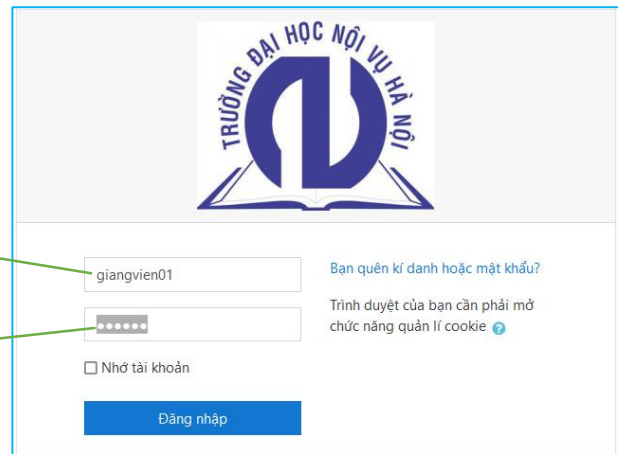 TRƯỜNG ĐẠI HỌC NỘI VỤ HÀ NỘI
giangvien01
Bạn quên kí danh hoặc mật khẩu?
••••••
Trình duyệt của bạn cần phải mở
chức năng quản lí cookie ?
Nhớ tài khoản
Đăng nhập